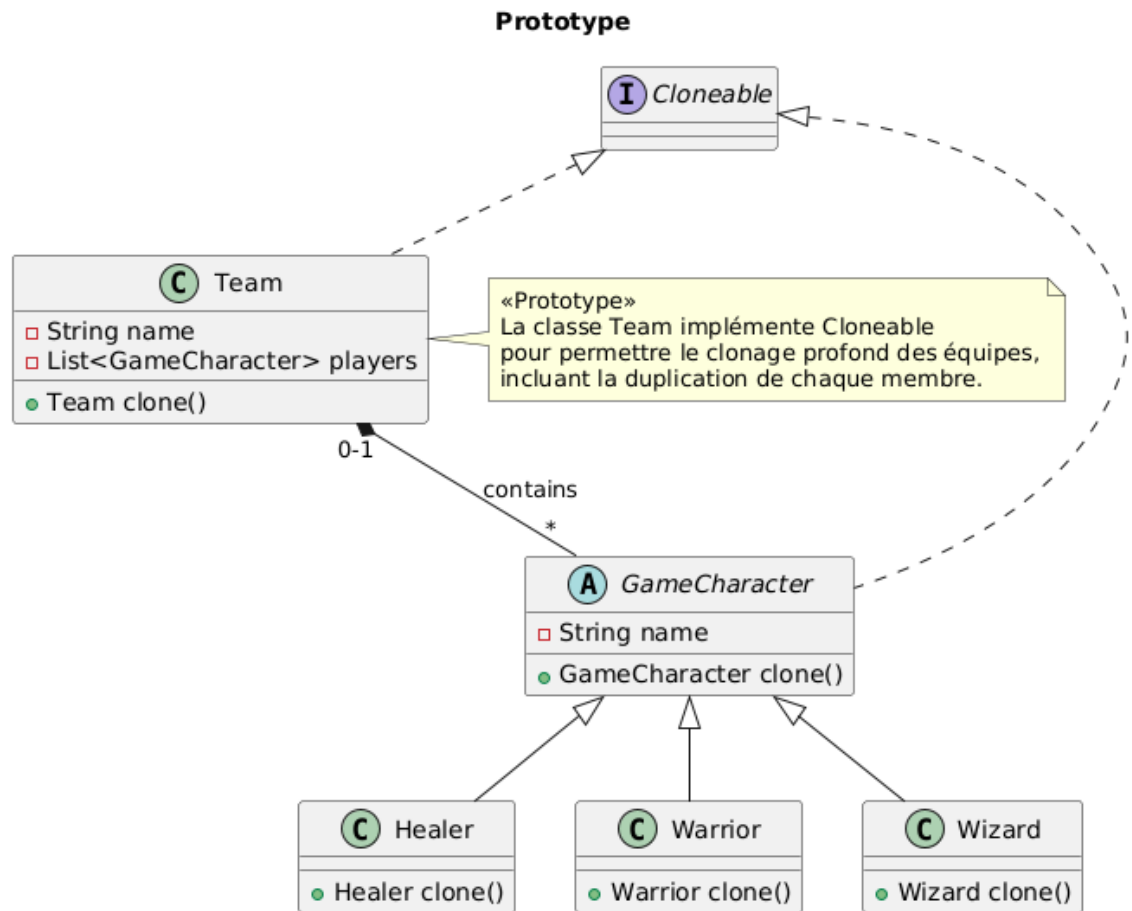 Prototype
I Cloneable
C Team
String name
List<GameCharacter> players
Team clone()
«Prototype»
La classe Team implémente Cloneable
pour permettre le clonage profond des équipes,
incluant la duplication de chaque membre.
0-1
contains
*
A GameCharacter
String name
GameCharacter clone()
C Healer
Healer clone()
C Warrior
Warrior clone()
C Wizard
Wizard clone()